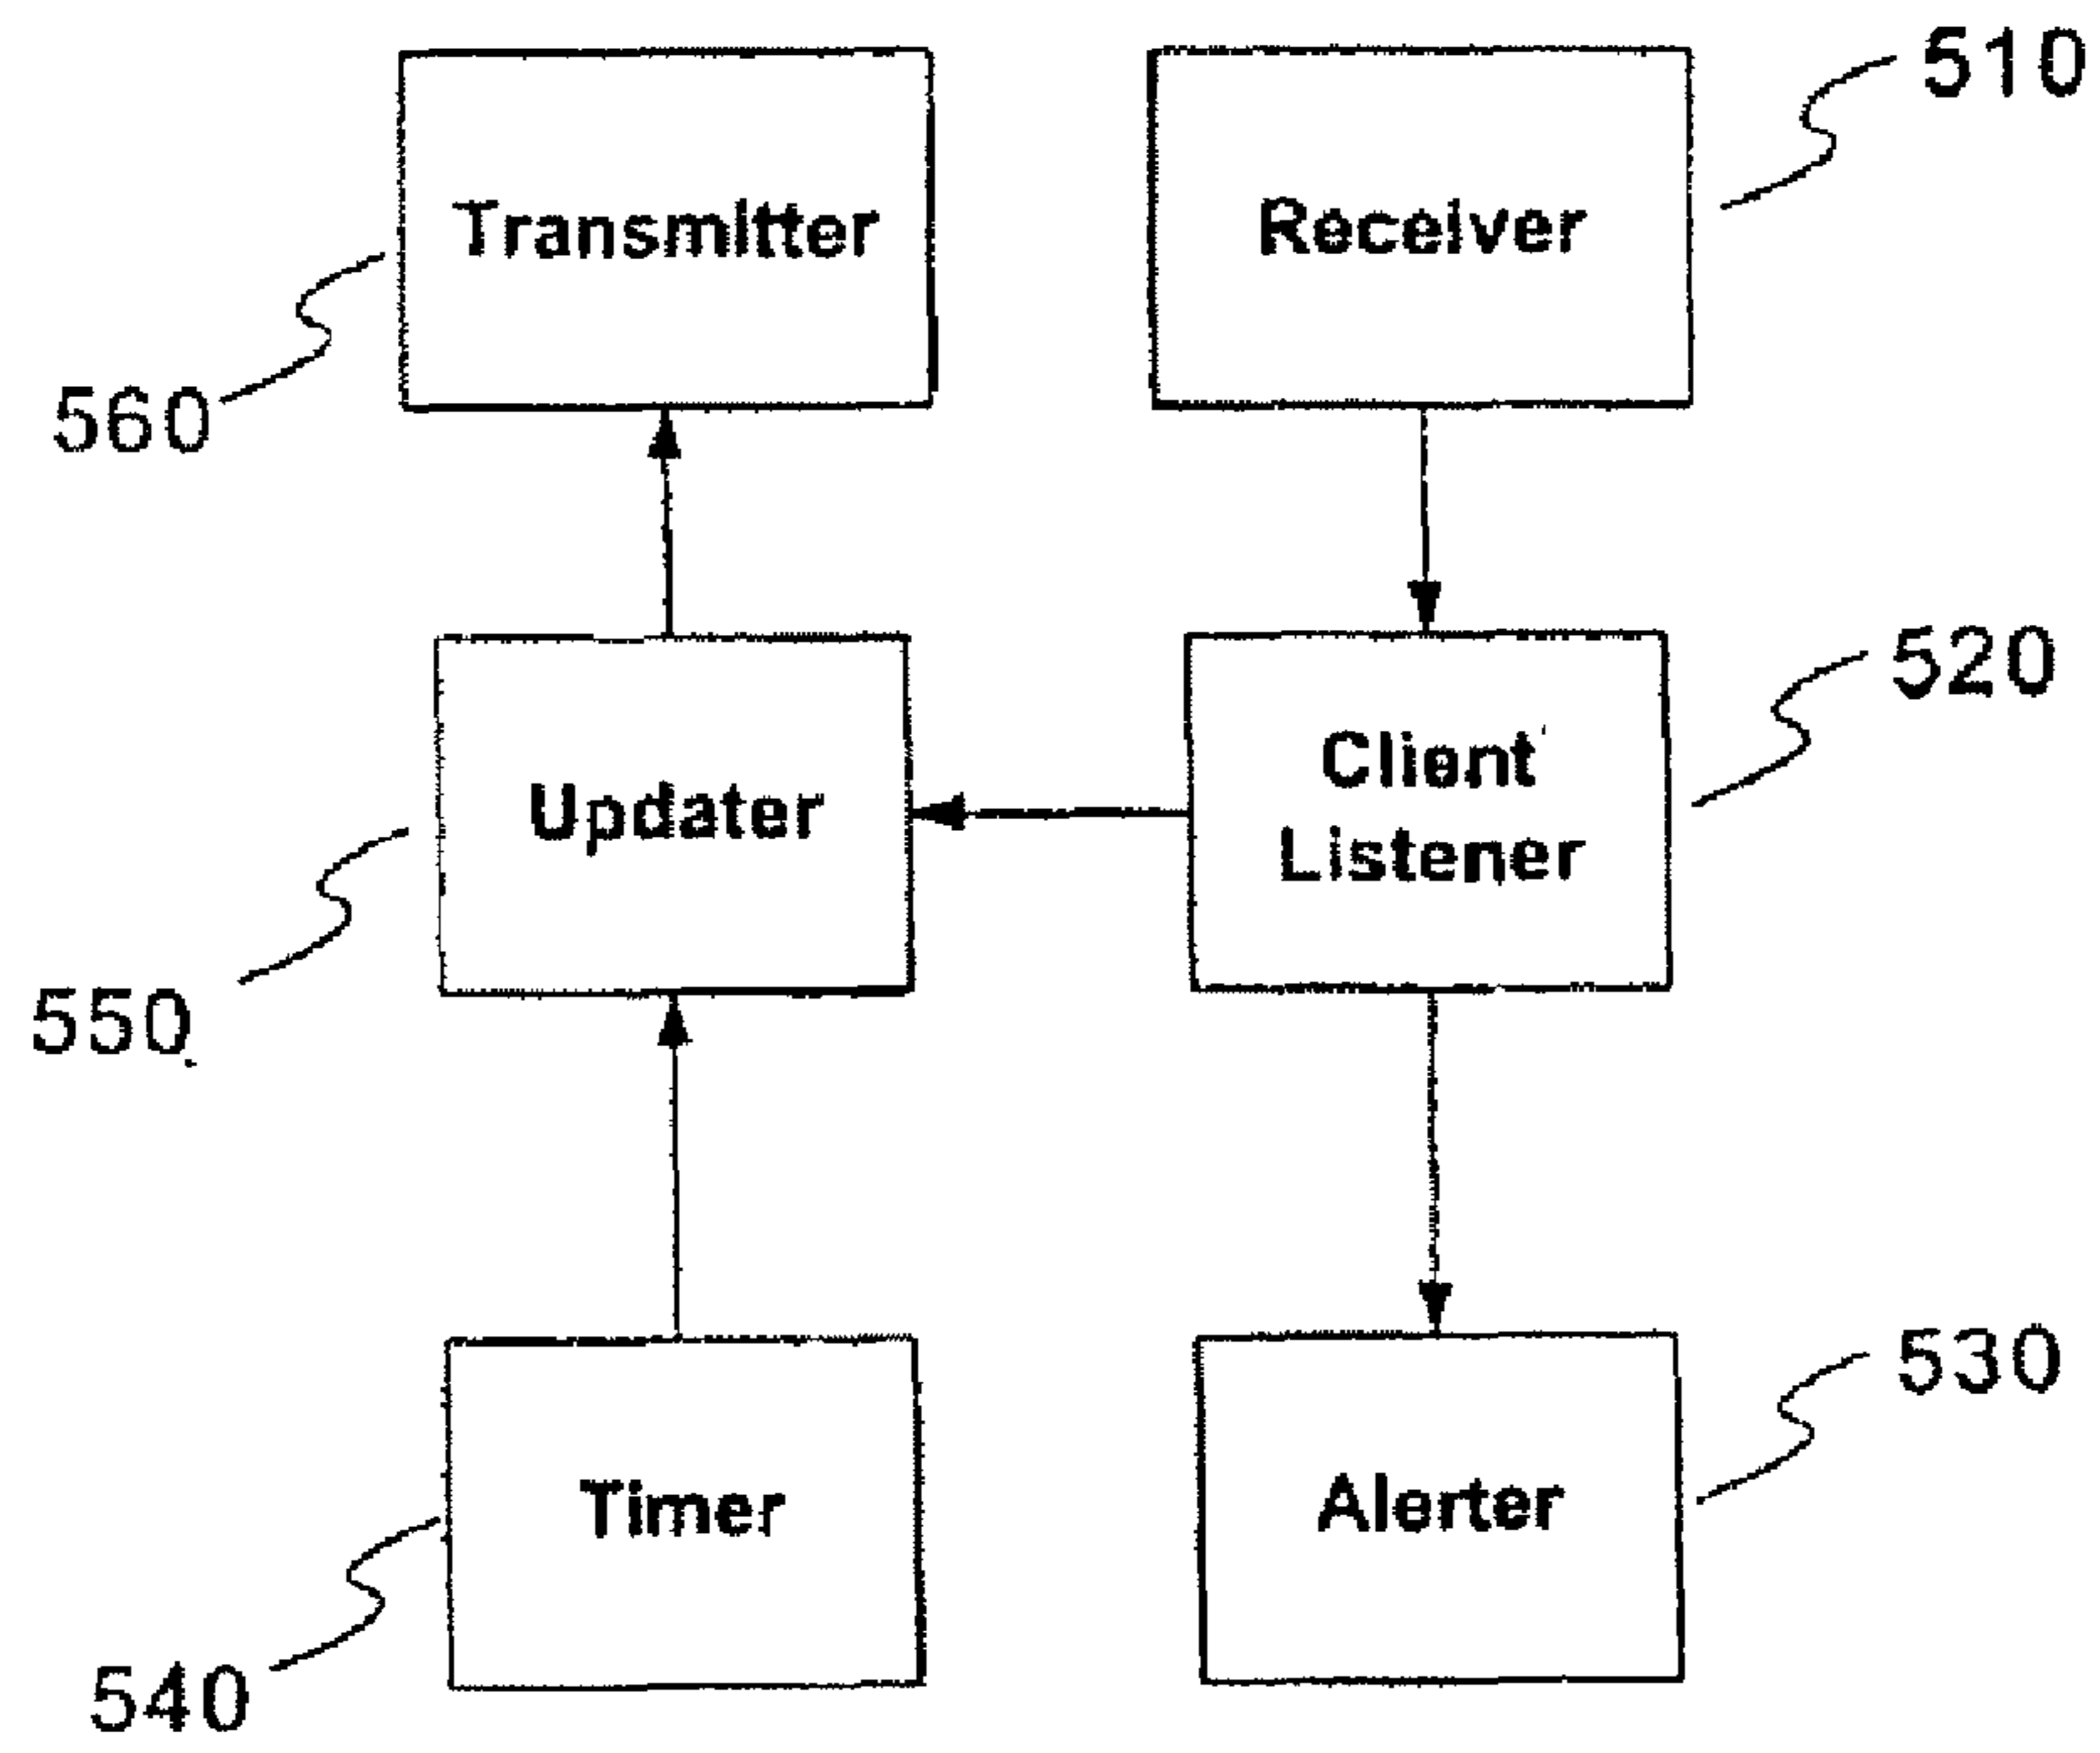 510
Transmitter
Receiver
560
520
Client
Listener
Updater
550
530
Timer
Alerter
540